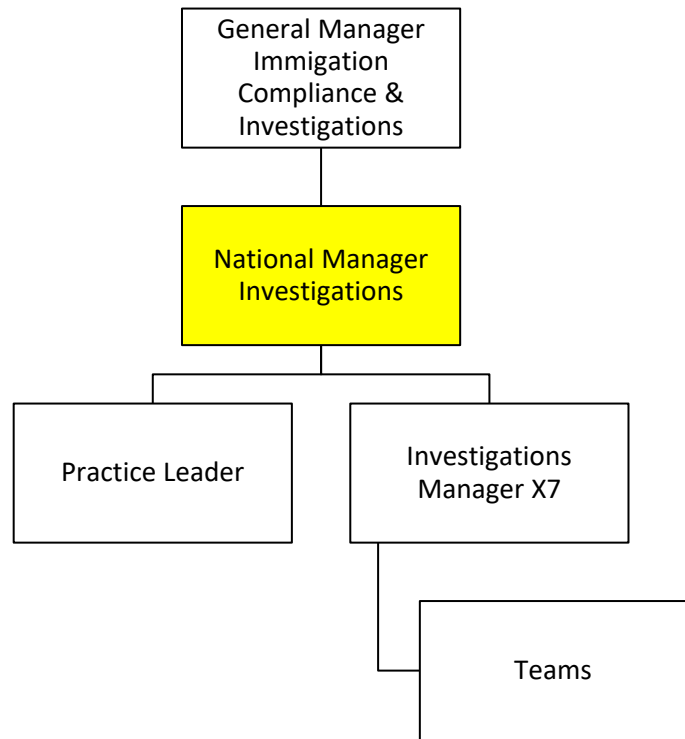 General Manager
Immigation
Compliance &
Investigations
National Manager
Investigations
Practice Leader
Investigations
Manager X7
Teams